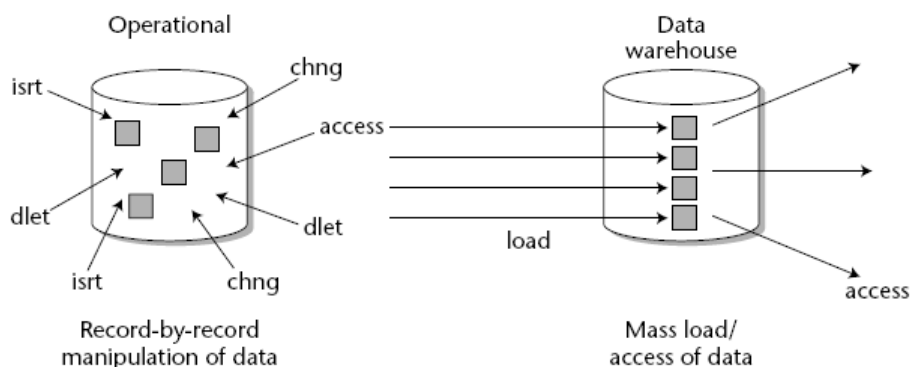 Operational
Data
warehouse
isrt
chng
access
dlet
dlet
isrt
chng
load
access
Record-by-record
manipulation of data
Mass load/
access of data